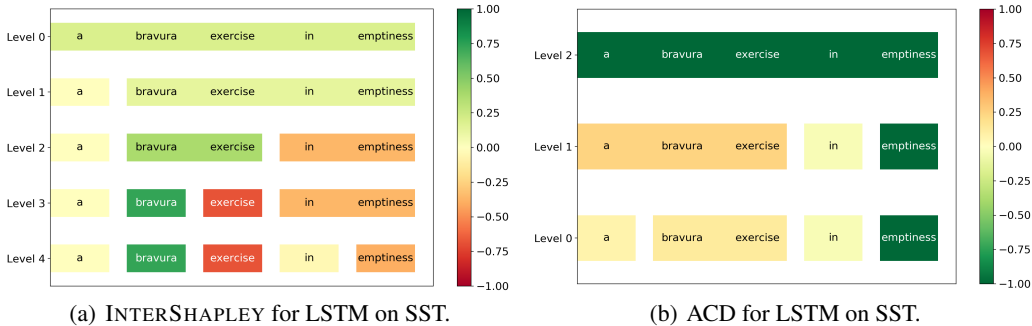 Level 0 a bravura exercise in emptiness
Level 1 a bravura exercise in emptiness
Level 2 a bravura exercise in emptiness
Level 3 a bravura exercise in emptiness
Level 4 a bravura exercise in emptiness
1.00
0.75
0.50
0.25
0.00
−0.25
−0.50
−0.75
−1.00
(a) INTERSHAPLEY for LSTM on SST.
Level 2 a bravura exercise in emptiness
Level 1 a bravura exercise in emptiness
Level 0 a bravura exercise in emptiness
1.00
0.75
0.50
0.25
0.00
−0.25
−0.50
−0.75
−1.00
(b) ACD for LSTM on SST.